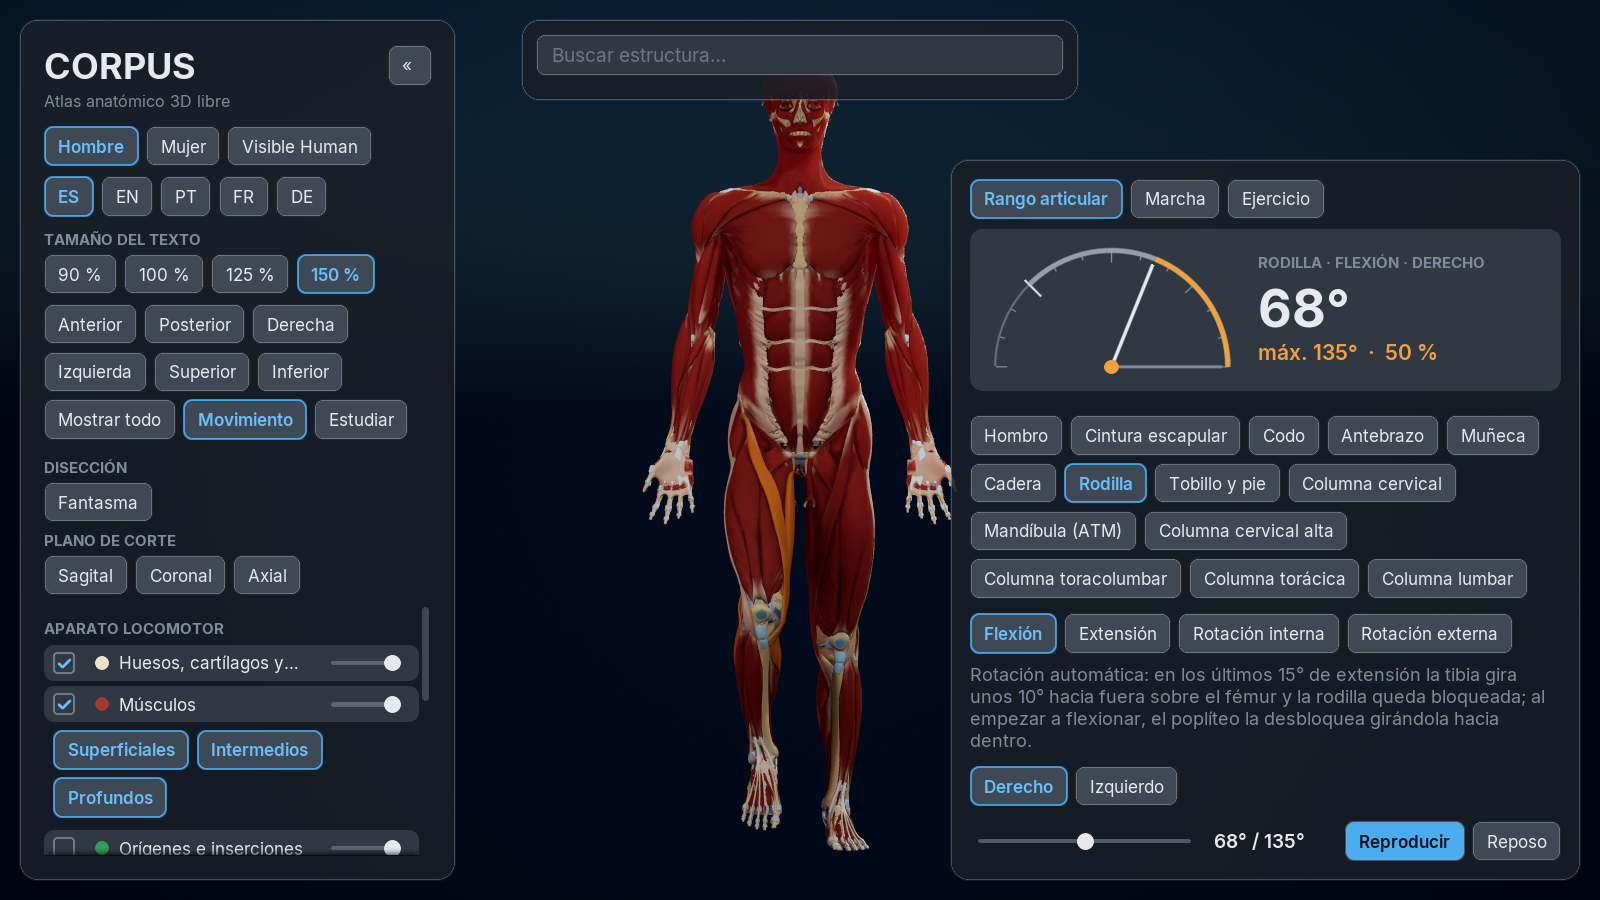 CORPUS
«
Atlas anatómico 3D libre
Hombre Mujer Visible Human
ES EN PT FR DE
TAMAÑO DEL TEXTO
90 % 100 % 125 % 150 %
Anterior Posterior Derecha
Izquierda Superior Inferior
Mostrar todo Movimiento Estudiar
DISECCIÓN
Fantasma
PLANO DE CORTE
Sagital Coronal Axial
APARATO LOCOMOTOR
Huesos, cartílagos y...
Músculos
Superficiales Intermedios
Profundos
Orígenes e inserciones
Buscar estructura...
Rango articular Marcha Ejercicio
RODILLA · FLEXIÓN · DERECHO
68°
máx. 135° · 50 %
Hombro Cintura escapular Codo Antebrazo Muñeca
Cadera Rodilla Tobillo y pie Columna cervical
Mandíbula (ATM) Columna cervical alta
Columna toracolumbar Columna torácica Columna lumbar
Flexión Extensión Rotación interna Rotación externa
Rotación automática: en los últimos 15° de extensión la tibia gira
unos 10° hacia fuera sobre el fémur y la rodilla queda bloqueada; al
empezar a flexionar, el poplíteo la desbloquea girándola hacia
dentro.
Derecho Izquierdo
68° / 135° Reproducir Reposo